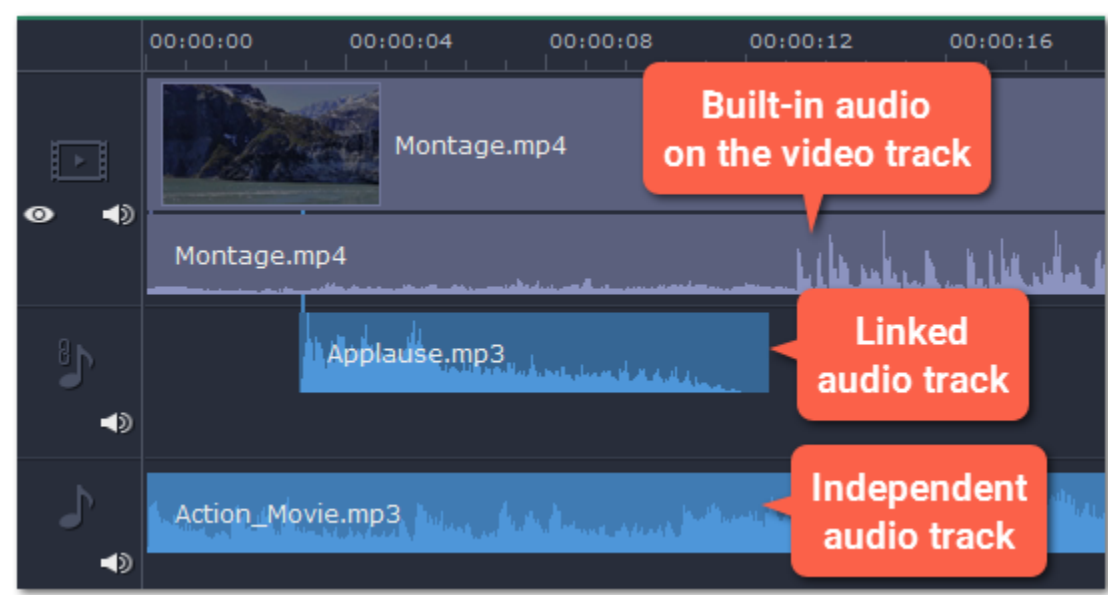 00:00:00 00:00:04 00:00:08 00:00:12 00:00:16
Built-in audio
on the video track
Montage.mp4
Montage.mp4
Linked
audio track
Applause.mp3
Independent
audio track
Action_Movie.mp3